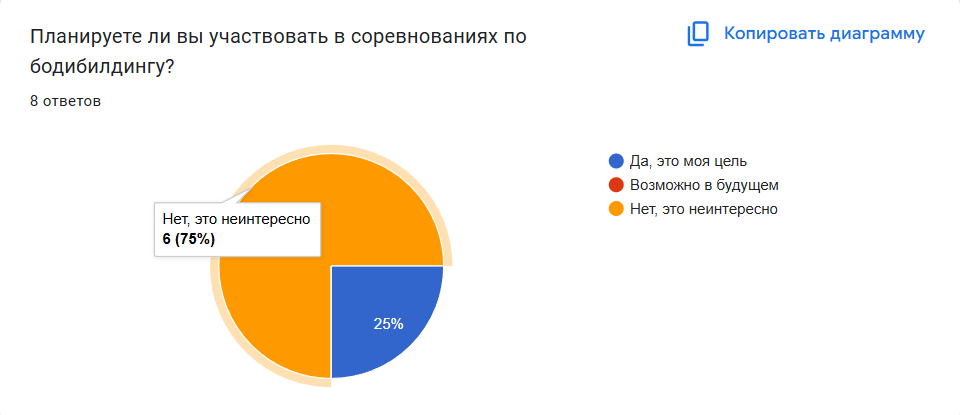 Планируете ли вы участвовать в соревнованиях по
бодибилдингу?
Копировать диаграмму
8 ответов
Да, это моя цель
Возможно в будущем
Нет, это неинтересно
Нет, это неинтересно
6 (75%)
25%